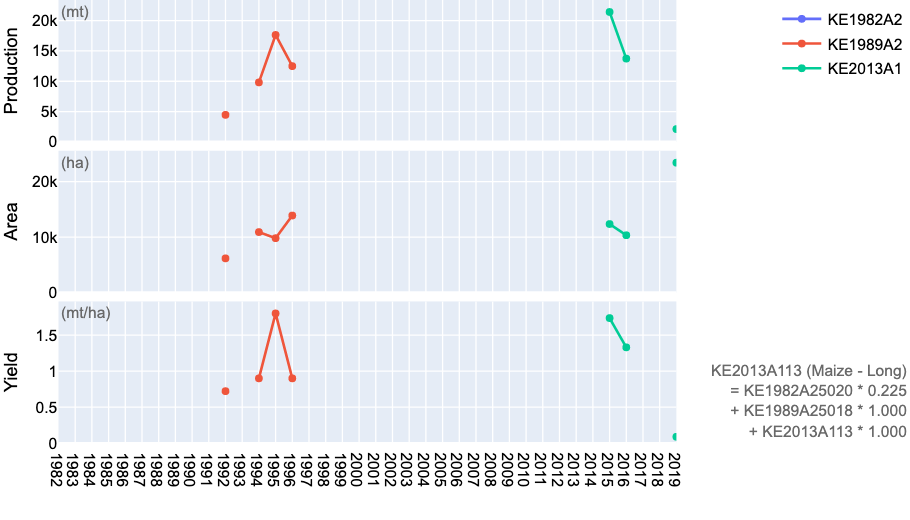 (mt)
Production
20k
15k
10k
5k
0
KE1982A2
KE1989A2
KE2013A1
(ha)
Area
20k
10k
0
(mt/ha)
Yield
1.5
1
0.5
0
KE2013A113 (Maize - Long)
= KE1982A25020 * 0.225
+ KE1989A25018 * 1.000
+ KE2013A113 * 1.000
1982
1983
1984
1985
1986
1987
1988
1989
1990
1991
1992
1993
1994
1995
1996
1997
1998
1999
2000
2001
2002
2003
2004
2005
2006
2007
2008
2009
2010
2011
2012
2013
2014
2015
2016
2017
2018
2019